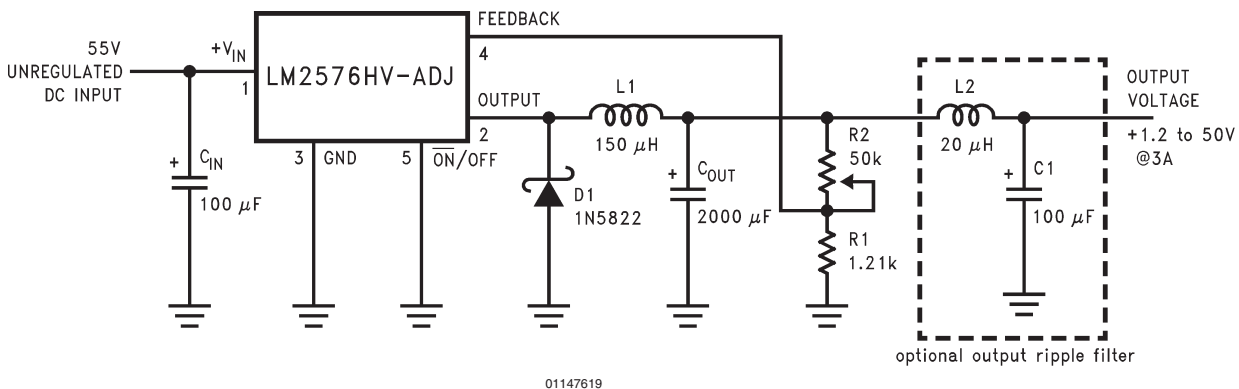 FEEDBACK
4
55V
UNREGULATED
DC INPUT
+VIN
1
LM2576HV-ADJ
OUTPUT
2
3 GND
5 ON/OFF
+ CIN
100 μF
D1
1N5822
L1
150 μH
+ COUT
2000 μF
R2
50k
R1
1.21k
L2
20 μH
+ C1
100 μF
OUTPUT
VOLTAGE
+1.2 to 50V
@3A
optional output ripple filter
01147619